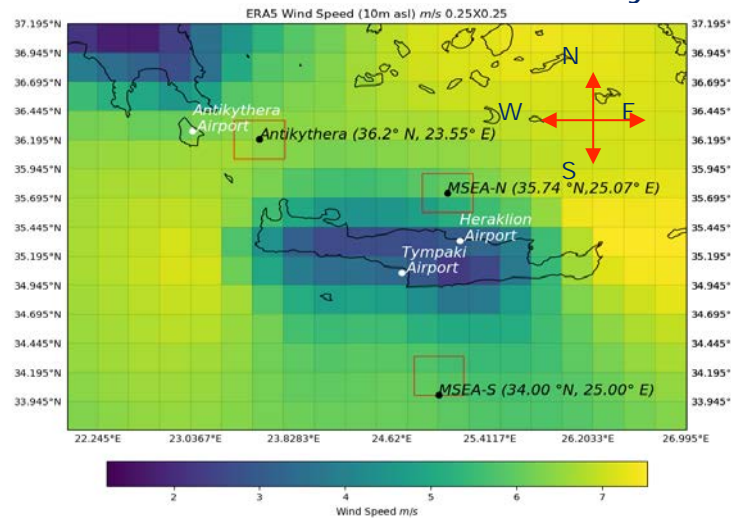 ERA5 Wind Speed (10m asl) m/s 0.25X0.25
37.195°N
36.945°N
36.695°N
36.445°N
36.195°N
35.945°N
35.695°N
35.445°N
35.195°N
34.945°N
34.695°N
34.445°N
34.195°N
33.945°N
N
W
E
S
Antikythera
Airport
Antikythera (36.2° N, 23.55° E)
MSEA-N (35.74 °N,25.07° E)
Heraklion
Airport
Tympaki
Airport
MSEA-S (34.00 °N, 25.00° E)
37.195°N
36.945°N
36.695°N
36.445°N
36.195°N
35.945°N
35.695°N
35.445°N
35.195°N
34.945°N
34.695°N
34.445°N
34.195°N
33.945°N
22.245°E 23.0367°E 23.8283°E 24.62°E 25.4117°E 26.2033°E 26.995°E
2 3 4 5 6 7
Wind Speed m/s